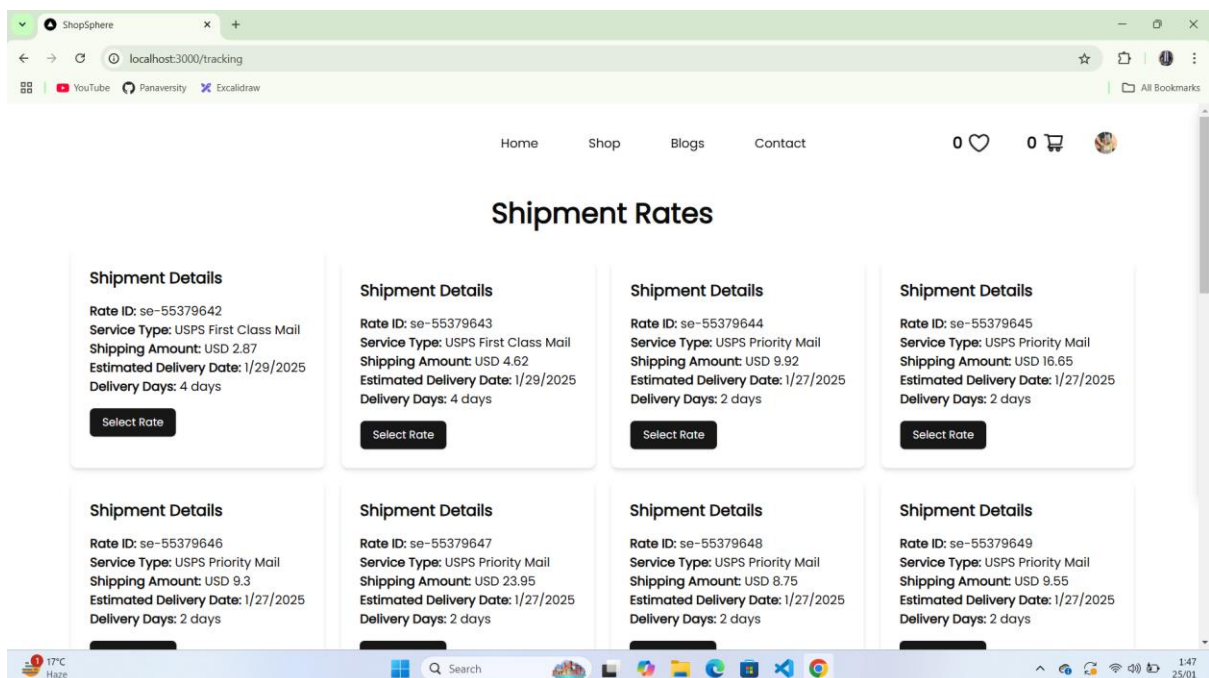 ShopSphere
localhost:3000/tracking
YouTube Panaversity Excalidraw All Bookmarks
Home Shop Blogs Contact 0 0
Shipment Rates
Shipment Details
Rate ID: se-55379642
Service Type: USPS First Class Mail
Shipping Amount: USD 2.87
Estimated Delivery Date: 1/29/2025
Delivery Days: 4 days
Select Rate
Shipment Details
Rate ID: se-55379643
Service Type: USPS First Class Mail
Shipping Amount: USD 4.62
Estimated Delivery Date: 1/29/2025
Delivery Days: 4 days
Select Rate
Shipment Details
Rate ID: se-55379644
Service Type: USPS Priority Mail
Shipping Amount: USD 9.92
Estimated Delivery Date: 1/27/2025
Delivery Days: 2 days
Select Rate
Shipment Details
Rate ID: se-55379645
Service Type: USPS Priority Mail
Shipping Amount: USD 16.65
Estimated Delivery Date: 1/27/2025
Delivery Days: 2 days
Select Rate
Shipment Details
Rate ID: se-55379646
Service Type: USPS Priority Mail
Shipping Amount: USD 9.3
Estimated Delivery Date: 1/27/2025
Delivery Days: 2 days
Shipment Details
Rate ID: se-55379647
Service Type: USPS Priority Mail
Shipping Amount: USD 23.95
Estimated Delivery Date: 1/27/2025
Delivery Days: 2 days
Shipment Details
Rate ID: se-55379648
Service Type: USPS Priority Mail
Shipping Amount: USD 8.75
Estimated Delivery Date: 1/27/2025
Delivery Days: 2 days
Shipment Details
Rate ID: se-55379649
Service Type: USPS Priority Mail
Shipping Amount: USD 9.55
Estimated Delivery Date: 1/27/2025
Delivery Days: 2 days
1
17°C
Haze
Search
1:47
25/01